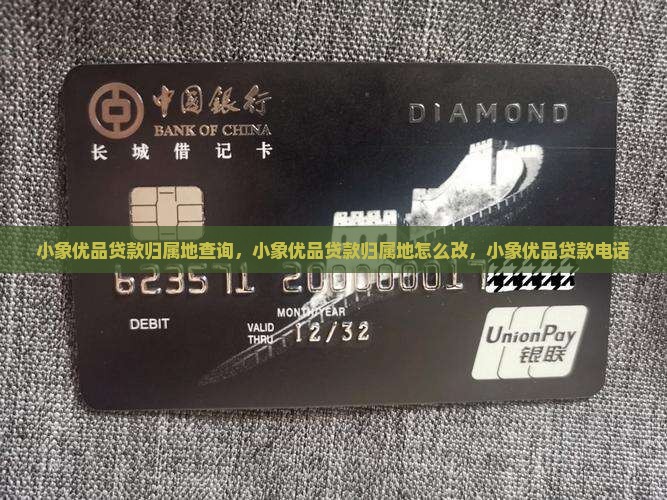 中国银行
BANK OF CHINA
长城借记卡
DIAMOND
小象优品贷款归属地查询，小象优品贷款归属地怎么改，小象优品贷款电话
DEBIT
MONTH/YEAR
VALID THRU 12/32
UnionPay
银联